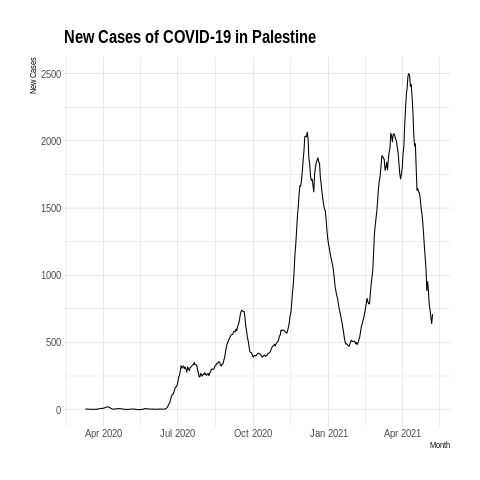 New Cases of COVID-19 in Palestine
New Cases
2500
2000
1500
1000
500
0
Apr 2020 Jul 2020 Oct 2020 Jan 2021 Apr 2021
Month